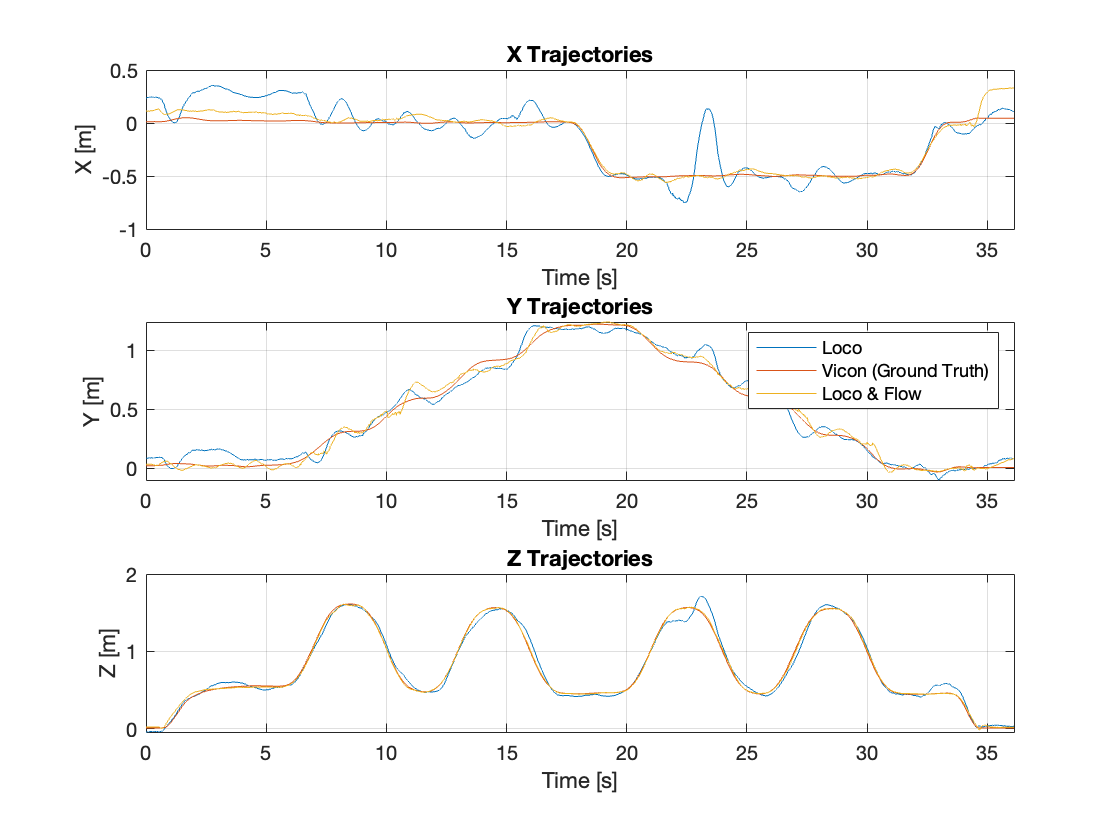 X Trajectories
0.5
0
-0.5
-1
X [m]
0 5 10 15 20 25 30 35
Time [s]
Y Trajectories
1
0.5
0
Y [m]
Loco
Vicon (Ground Truth)
Loco & Flow
0 5 10 15 20 25 30 35
Time [s]
Z Trajectories
2
1
0
Z [m]
0 5 10 15 20 25 30 35
Time [s]